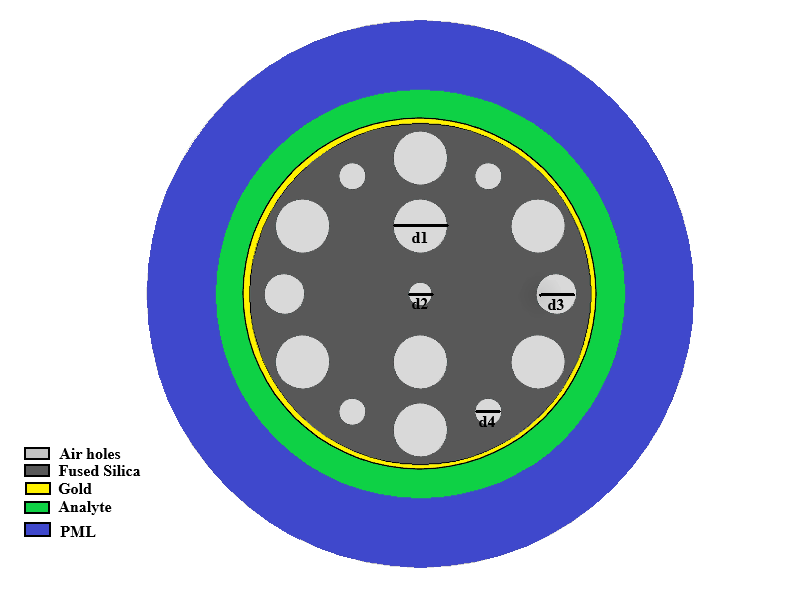 d1
d2
d3
d4
Air holes
Fused Silica
Gold
Analyte
PML